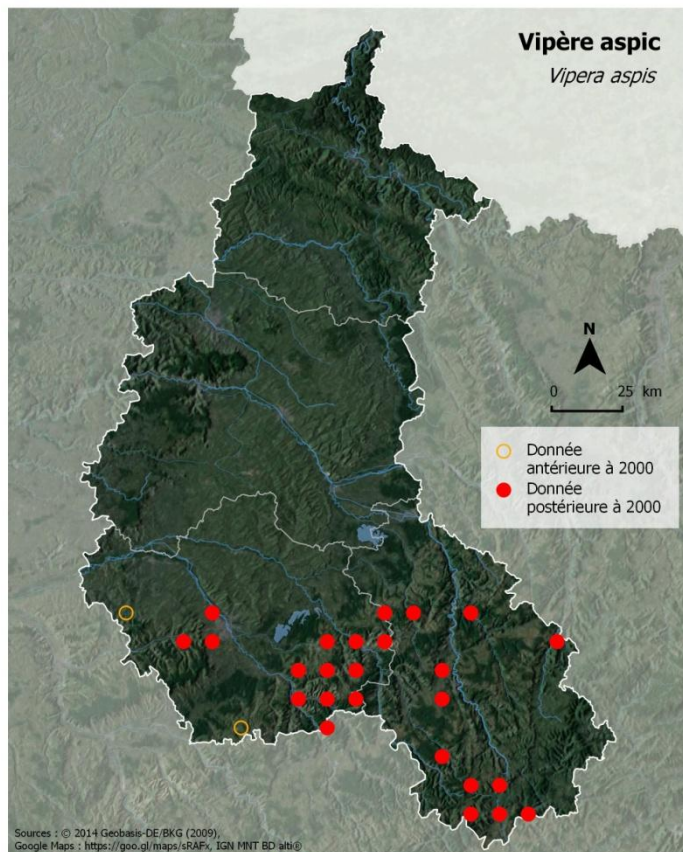 Vipère aspic
Vipera aspis
N
0 25 km
Donnée
antérieure à 2000
Donnée
postérieure à 2000
Sources : © 2014 Geobasis-DE/BKG (2009),
Google Maps : https://goo.gl/maps/sRAFx, IGN MNT BD alti®